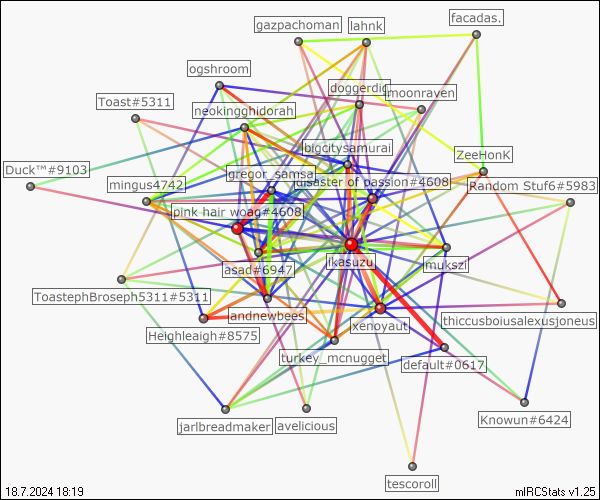 gazpachoman
lahnk
facadas.
ogshroom
doggerdic
moonraven
Toast#5311
neokingghidorah
bigcitysamurai
ZeeHonK
Duck™#9103
mingus4742
gregor_samsa
disaster of passion#4608
Random Stuf6#5983
pink hair woag#4608
asad#6947
ikasuzu
mukszi
ToastephBroseph5311#5311
andnewbees
xenoyaut
thiccusboiusalexusjoneus
Heighleaigh#8575
turkey_mcnugget
default#0617
jarlbreadmaker
avelicious
Knowun#6424
tescoroll
18.7.2024 18:19
mIRCStats v1.25